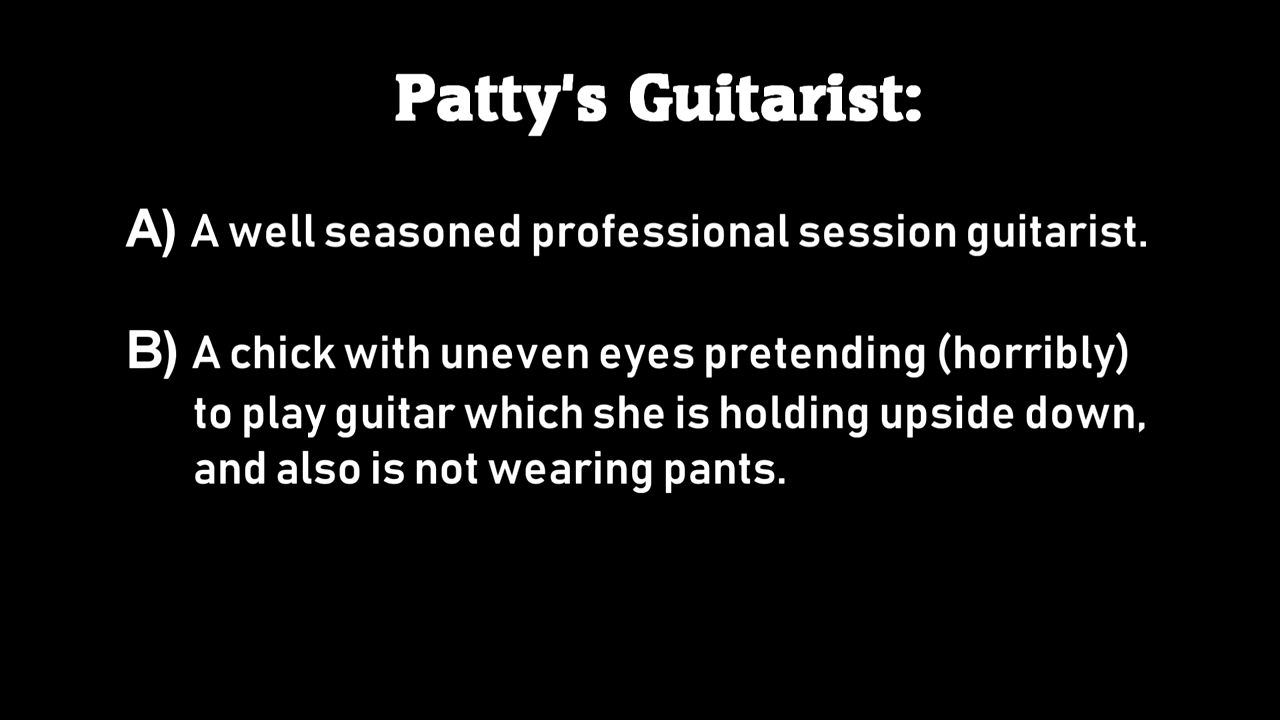 Patty's Guitarist:
A) A well seasoned professional session guitarist.
B) A chick with uneven eyes pretending (horribly)
to play guitar which she is holding upside down,
and also is not wearing pants.